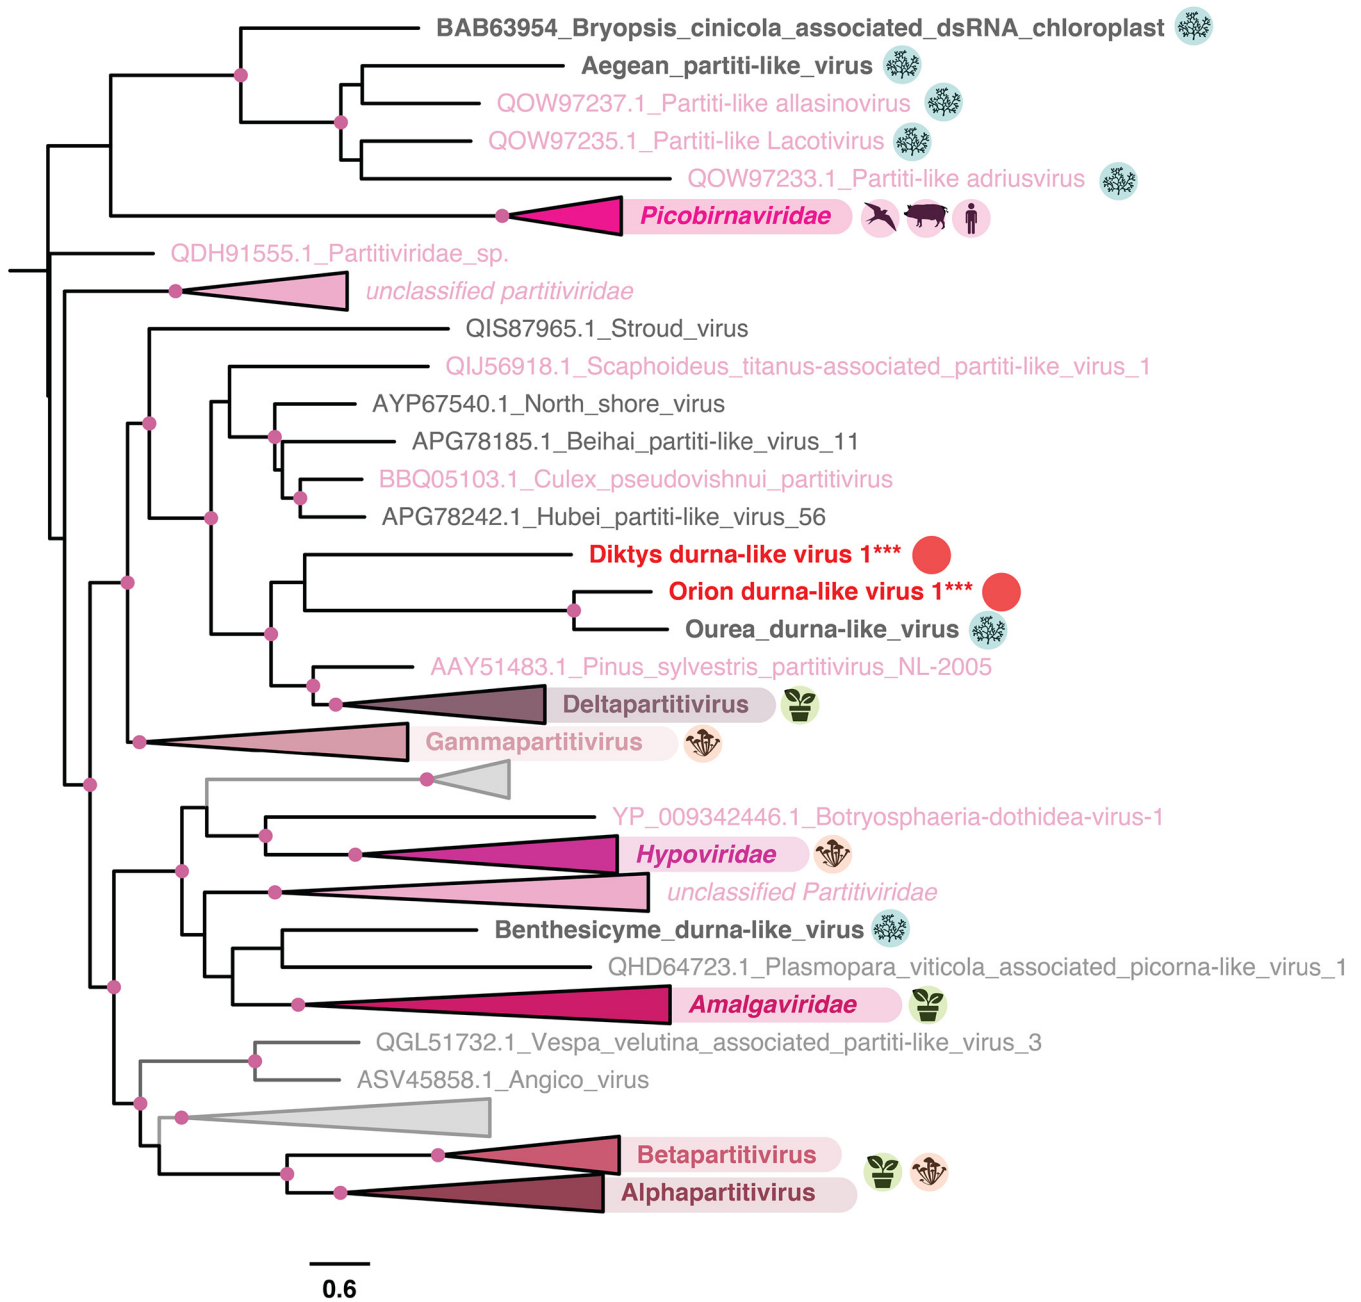 BAB63954_Bryopsis_cinicola_associated_dsRNA_chloroplast
Aegean_partiti-like_virus
QOW97237.1_Partiti-like allasinovirus
QOW97235.1_Partiti-like Lacotivirus
QOW97233.1_Partiti-like adriusvirus
Picobirnaviridae
QDH91555.1_Partitiviridae_sp.
unclassified partitiviridae
QIS87965.1_Stroud_virus
QIJ56918.1_Scaphoideus_titanus-associated_partiti-like_virus_1
AYP67540.1_North_shore_virus
APG78185.1_Beihai_partiti-like_virus_11
BBQ05103.1_Culex_pseudovishnui_partitivirus
APG78242.1_Hubei_partiti-like_virus_56
Diktys durna-like virus 1***
Orion durna-like virus 1***
Ourea_durna-like_virus
AAY51483.1_Pinus_sylvestris_partitivirus_NL-2005
Deltapartitivirus
Gammapartitivirus
YP_009342446.1_Botryosphaeria-dothidea-virus-1
Hypoviridae
unclassified Partitiviridae
Benthesicyme_durna-like_virus
QHD64723.1_Plasmopara_viticola_associated_picorna-like_virus_1
Amalgaviridae
QGL51732.1_Vespa_velutina_associated_partiti-like_virus_3
ASV45858.1_Angico_virus
Betapartitivirus
Alphapartitivirus
0.6